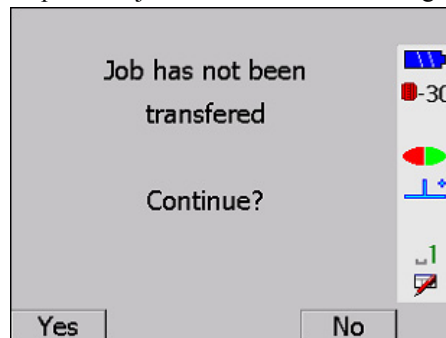 Job has not been
transfered
Continue?
-30
1
Yes
No